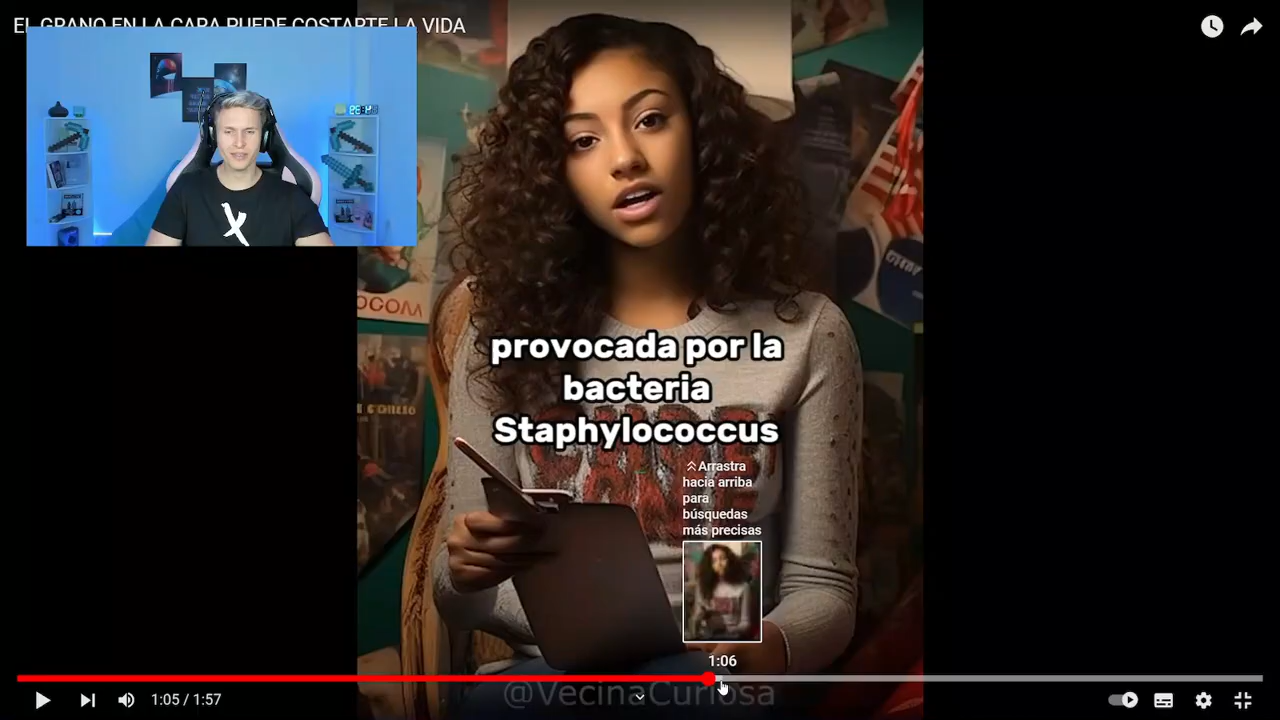 EL GRANO EN LA CARA PUEDE COSTARTE LA VIDA
provocada por la
bacteria
Staphylococcus
Arrastra
hacia arriba
para
búsquedas
más precisas
1:06
1:05 / 1:57
@VecinaCuriosa